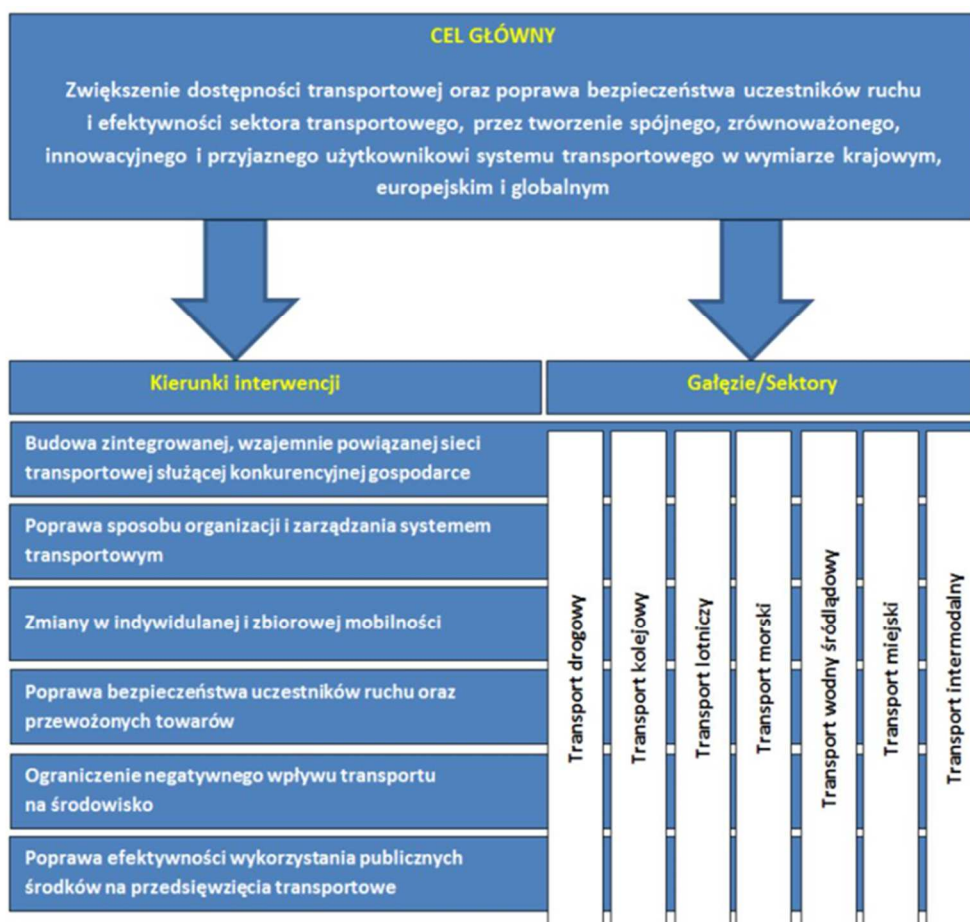 CEL GŁÓWNY
Zwiększenie dostępności transportowej oraz poprawa bezpieczeństwa uczestników ruchu
i efektywności sektora transportowego, przez tworzenie spójnego, zrównoważonego,
innowacyjnego i przyjaznego użytkownikowi systemu transportowego w wymiarze krajowym,
europejskim i globalnym
Kierunki interwencji
Gałęzie/Sektory
Budowa zintegrowanej, wzajemnie powiązanej sieci
transportowej służącej konkurencyjnej gospodarce
Poprawa sposobu organizacji i zarządzania systemem
transportowym
Zmiany w indywidulanej i zbiorowej mobilności
Poprawa bezpieczeństwa uczestników ruchu oraz
przewożonych towarów
Ograniczenie negatywnego wpływu transportu
na środowisko
Poprawa efektywności wykorzystania publicznych
środków na przedsięwzięcia transportowe
Transport drogowy
Transport kolejowy
Transport lotniczy
Transport morski
Transport wodny śródlądowy
Transport miejski
Transport intermodalny